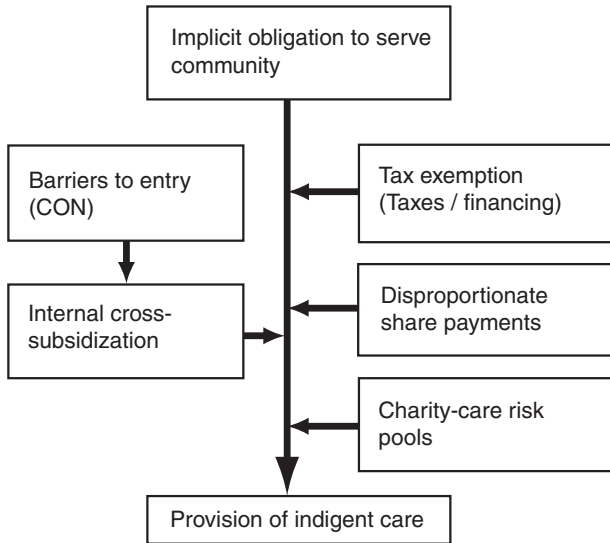 Implicit obligation to serve
community
Barriers to entry
(CON)
Tax exemption
(Taxes / financing)
Internal cross-
subsidization
Disproportionate
share payments
Charity-care risk
pools
Provision of indigent care